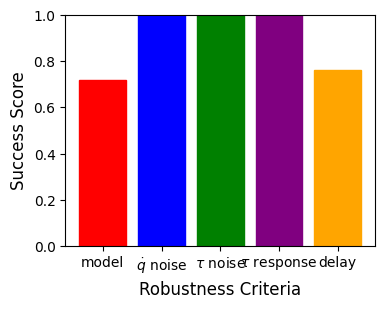 1.0
0.8
0.6
0.4
0.2
0.0
Success Score
model
q̇ noise
τ noise
τ response
delay
Robustness Criteria